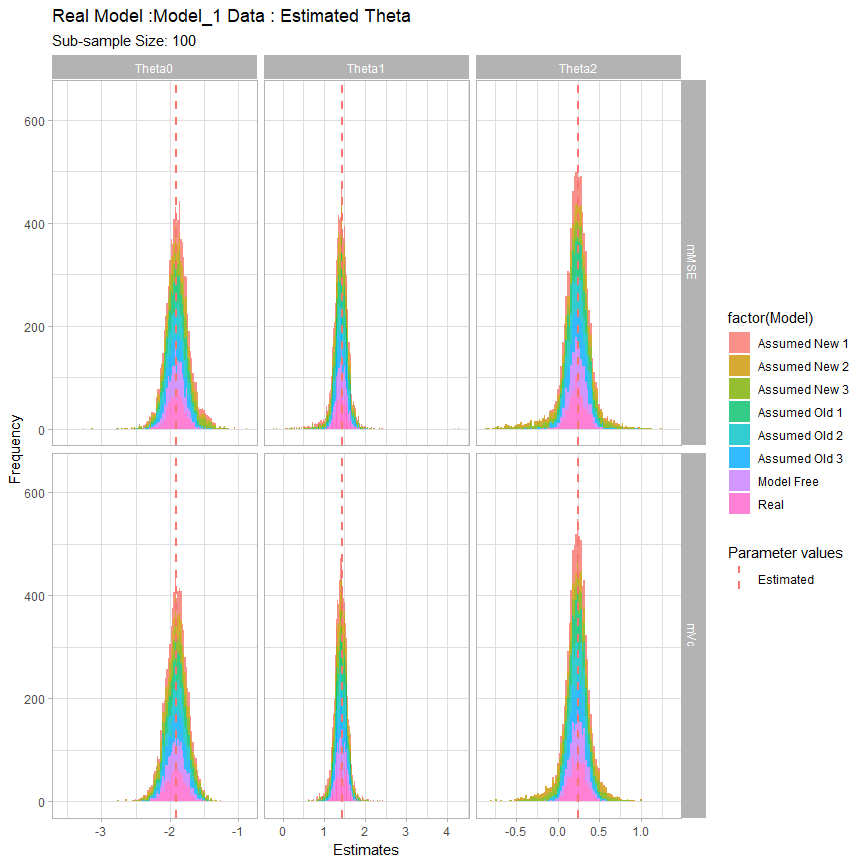 Real Model :Model_1 Data : Estimated Theta
Sub-sample Size: 100
Theta0
Theta1
Theta2
600
400
200
0
mMSE
600
400
200
0
mVc
Frequency
-3
-2
-1
0
1
2
3
4
-0.5
0.0
0.5
1.0
Estimates
factor(Model)
Assumed New 1
Assumed New 2
Assumed New 3
Assumed Old 1
Assumed Old 2
Assumed Old 3
Model Free
Real
Parameter values
Estimated